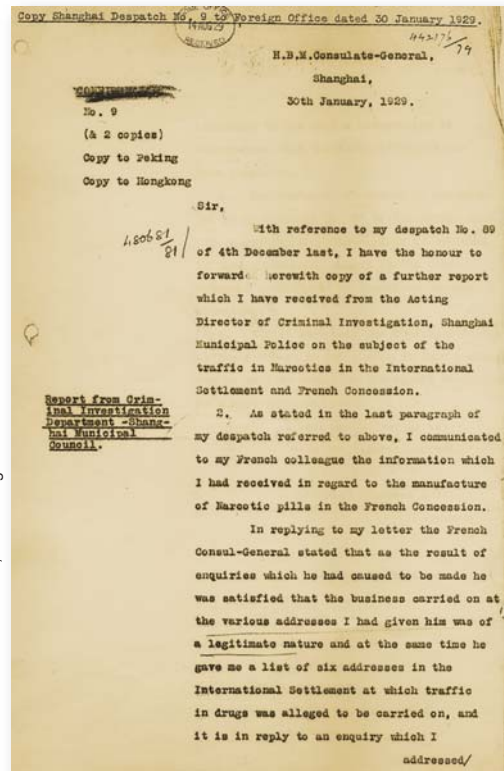 Copy Shanghai Despatch No. 9 to Foreign Office dated 30 January 1929.
RECEIVED
H.B.M.Consulate-General,
Shanghai,
30th January, 1929.
No. 9
(& 2 copies)
Copy to Peking
Copy to Hongkong
Sir,
With reference to my despatch No. 89
of 4th December last, I have the honour to
forward herewith copy of a further report
which I have received from the Acting
Director of Criminal Investigation, Shanghai
Municipal Police on the subject of the
traffic in Narcotics in the International
Settlement and French Concession.
Report from Crim-
inal Investigation
Department -Shang-
hai Municipal
Council.
2. As stated in the last paragraph of
my despatch referred to above, I communicated
to my French colleague the information which
I had received in regard to the manufacture
of Narcotic pills in the French Concession.
In replying to my letter the French
Consul-General stated that as the result of
enquiries which he had caused to be made he
was satisfied that the business carried on at
the various addresses I had given him was of
a legitimate nature and at the same time he
gave me a list of six addresses in the
International Settlement at which traffic
in drugs was alleged to be carried on, and
it is in reply to an enquiry which I
addressed/